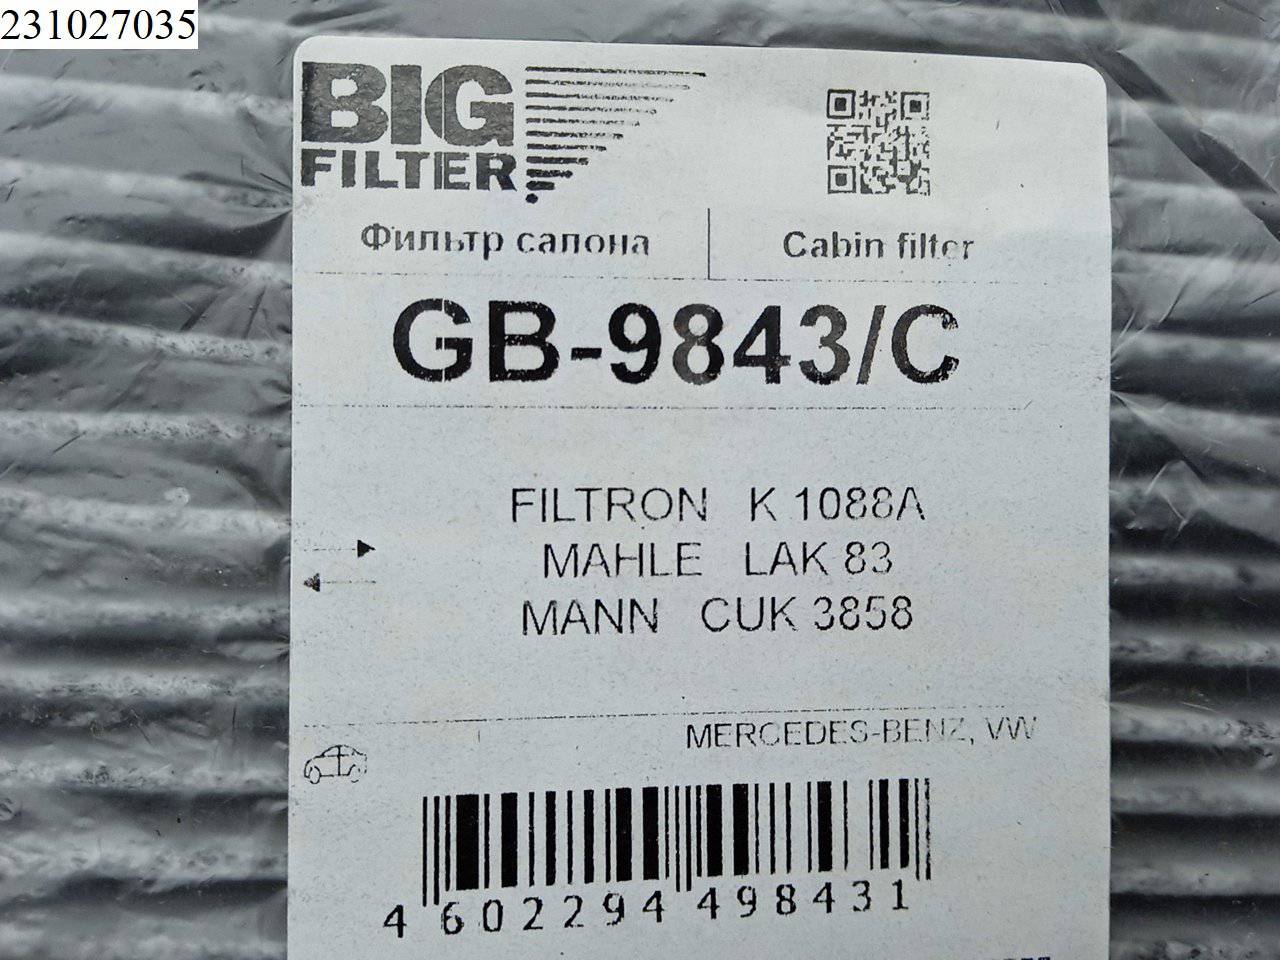 231027035
BIG
FILTER
Фильтр салона
Cabin filter
GB-9843/C
FILTRON K 1088A
MAHLE LAK 83
MANN CUK 3858
MERCEDES-BENZ, VW
4 602294 498431